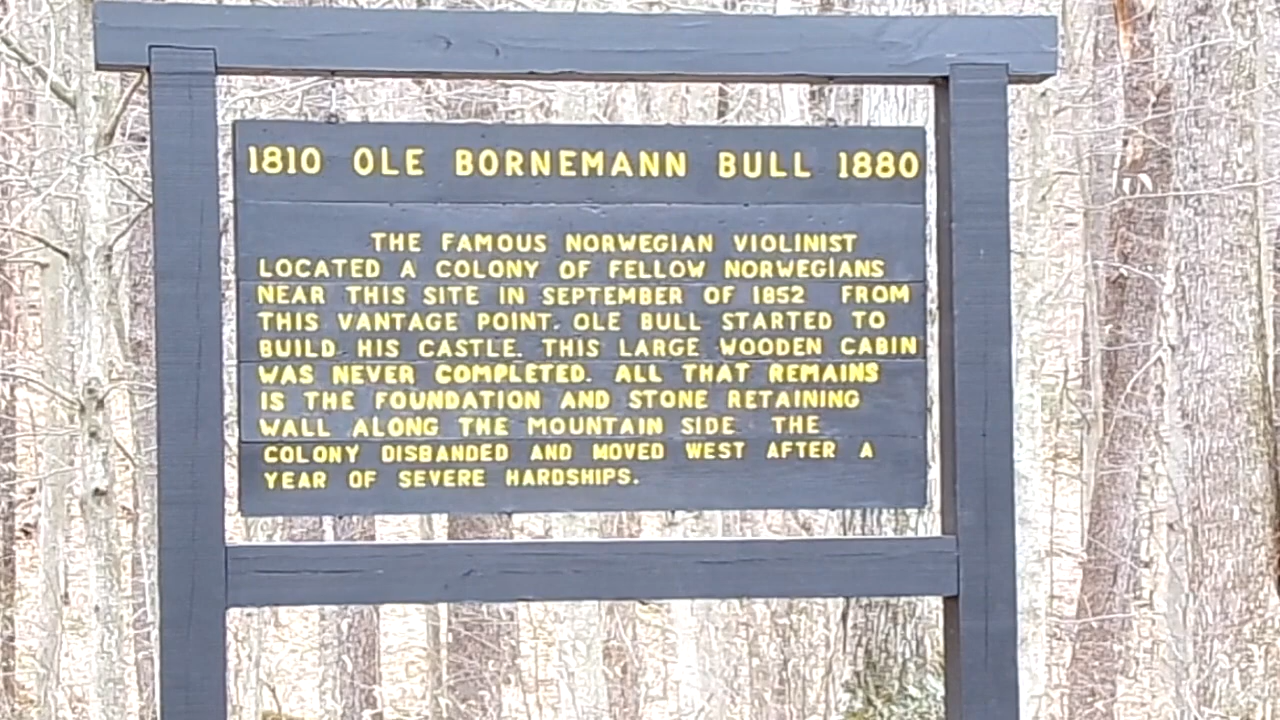 1810 OLE BORNEMANN BULL 1880
THE FAMOUS NORWEGIAN VIOLINIST
LOCATED A COLONY OF FELLOW NORWEGIANS
NEAR THIS SITE IN SEPTEMBER OF 1852 FROM
THIS VANTAGE POINT. OLE BULL STARTED TO
BUILD HIS CASTLE. THIS LARGE WOODEN CABIN
WAS NEVER COMPLETED. ALL THAT REMAINS
IS THE FOUNDATION AND STONE RETAINING
WALL ALONG THE MOUNTAIN SIDE THE
COLONY DISBANDED AND MOVED WEST AFTER A
YEAR OF SEVERE HARDSHIPS.